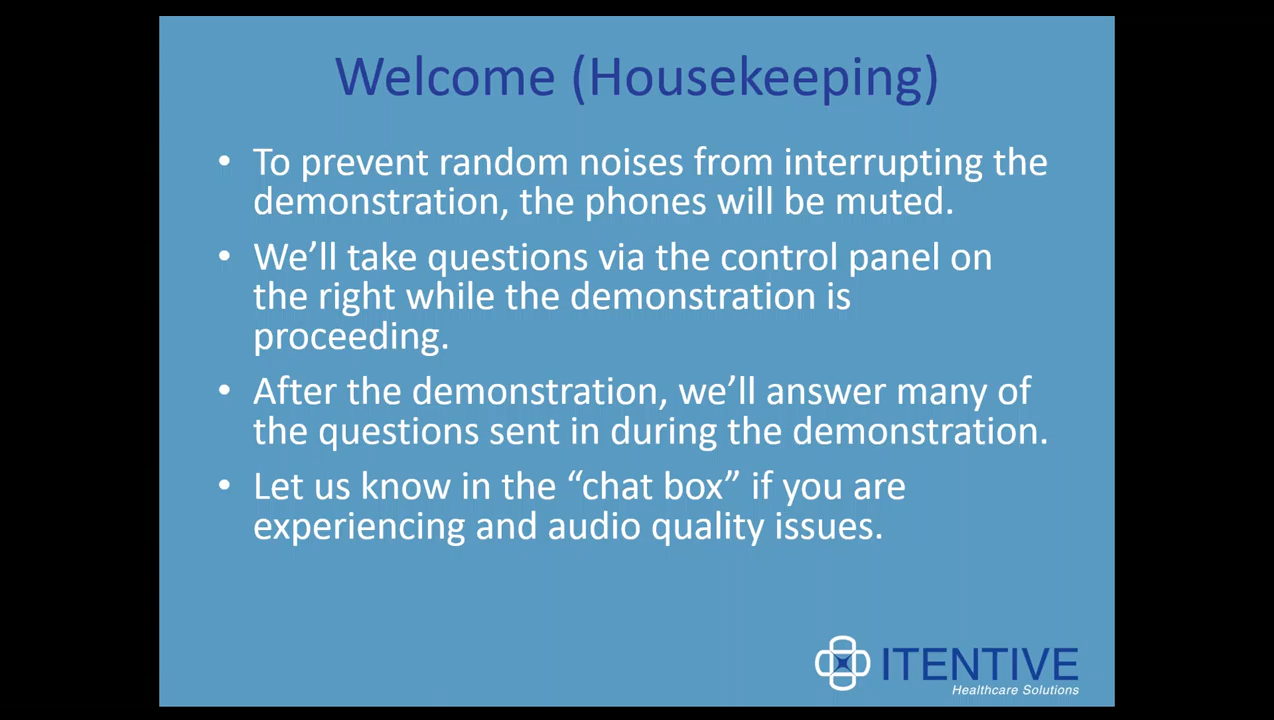 Welcome (Housekeeping)
• To prevent random noises from interrupting the
demonstration, the phones will be muted.
• We’ll take questions via the control panel on
the right while the demonstration is
proceeding.
• After the demonstration, we’ll answer many of
the questions sent in during the demonstration.
• Let us know in the “chat box” if you are
experiencing and audio quality issues.
ITENTIVE
Healthcare Solutions